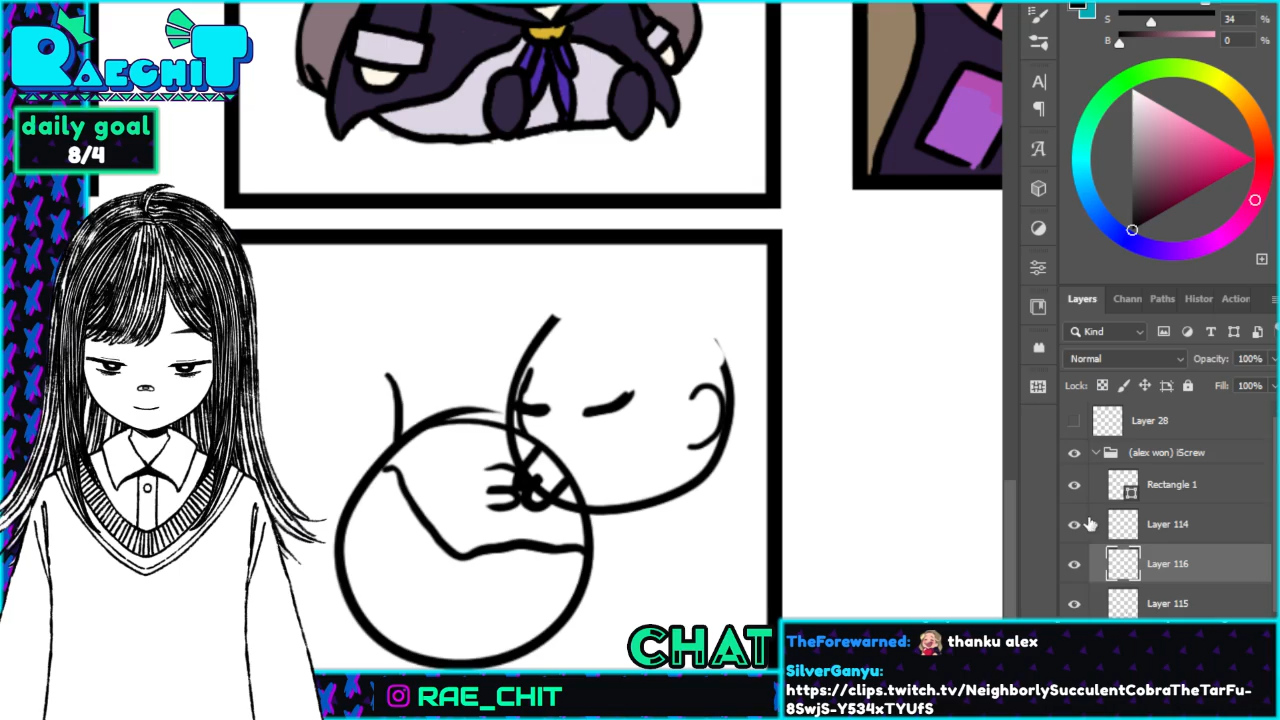 RAECHIT
daily goal
8/4
S 34 %
B 0 %
Layers Chann Paths Histor Action
Kind
Normal Opacity: 100%
Lock: Fill: 100%
Layer 28
(alex won) iScrew
Rectangle 1
Layer 114
Layer 116
Layer 115
CHAT
TheForewarned: thanku alex
SilverGanyu:
https://clips.twitch.tv/NeighborlySucculentCobraTheTarFu-
8SwjS-Y534xTYUfS
RAE_CHIT